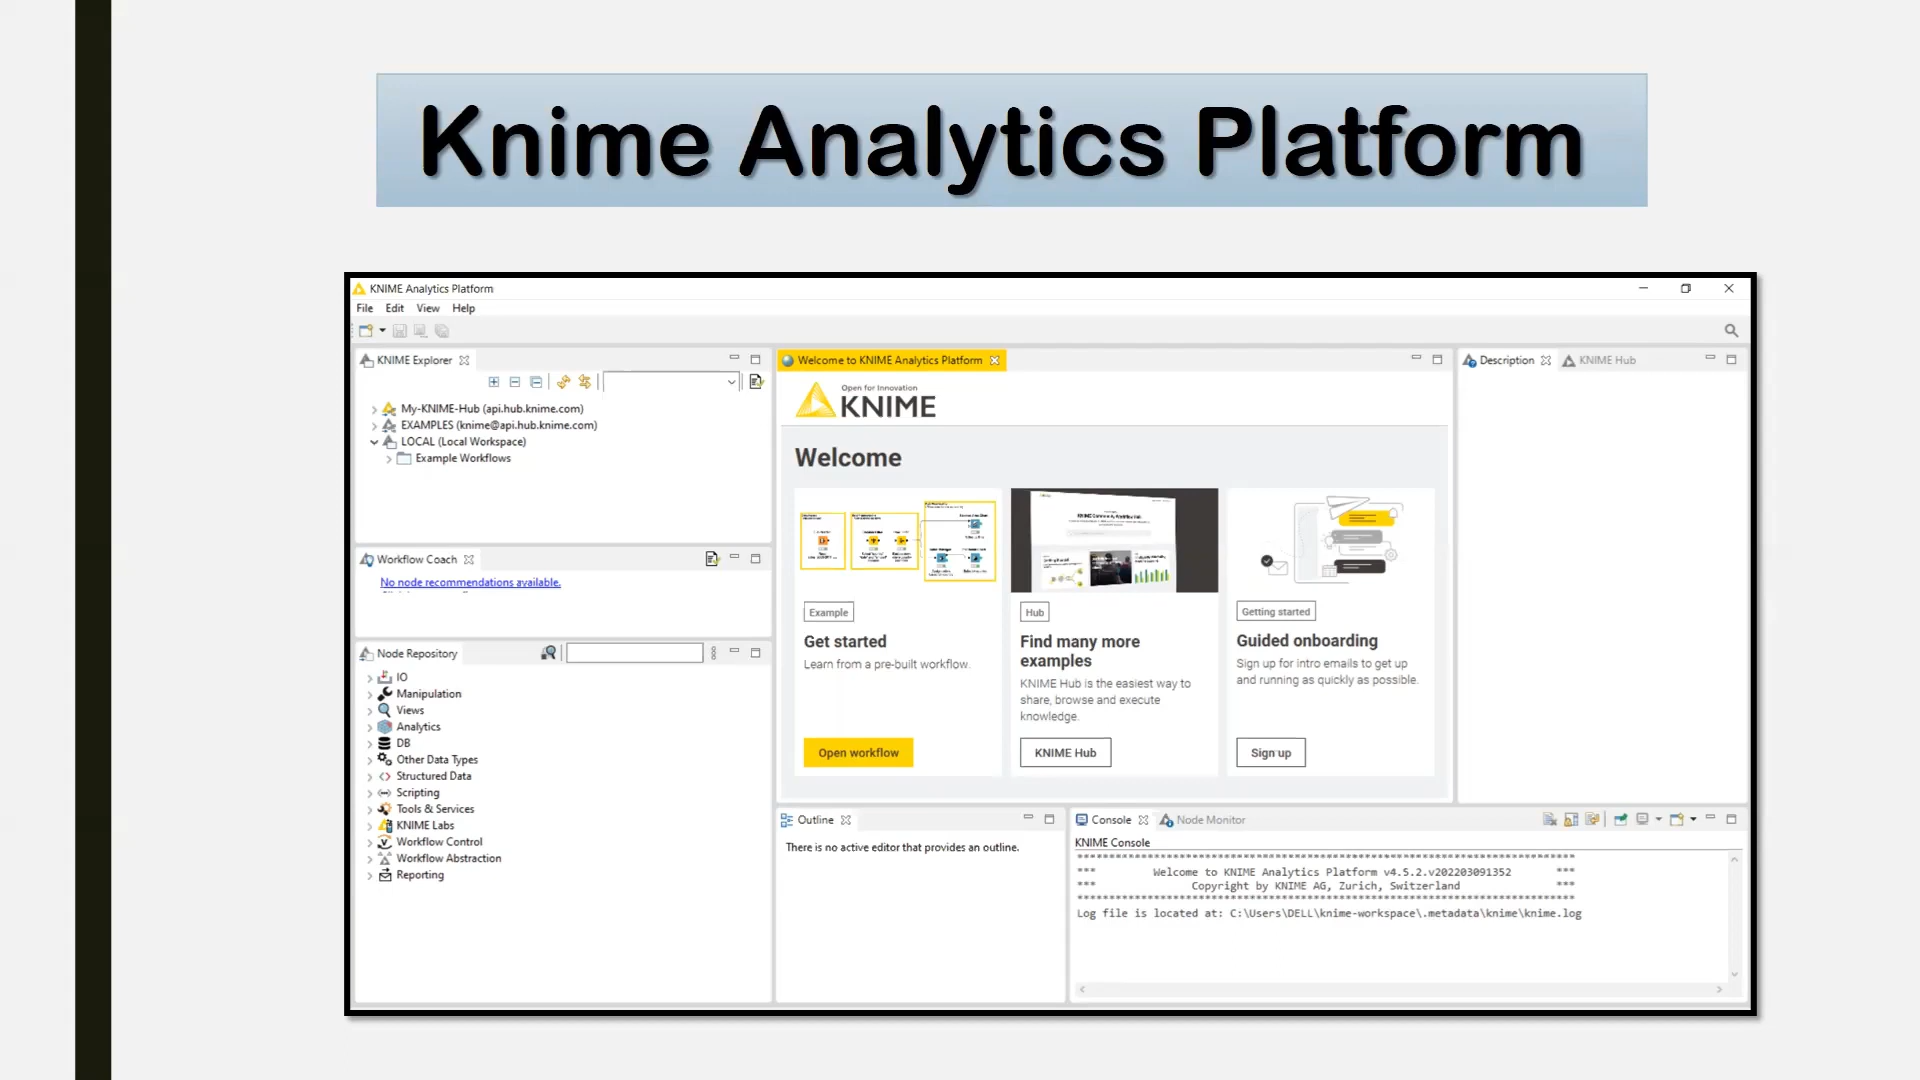 Knime Analytics Platform
KNIME Analytics Platform
File Edit View Help
KNIME Explorer
My-KNIME-Hub (api.hub.knime.com)
EXAMPLES (knime@api.hub.knime.com)
LOCAL (Local Workspace)
Example Workflows
Workflow Coach
No node recommendations available.
Node Repository
IO
Manipulation
Views
Analytics
DB
Other Data Types
Structured Data
Scripting
Tools & Services
KNIME Labs
Workflow Control
Workflow Abstraction
Reporting
Welcome to KNIME Analytics Platform
Open for Innovation
KNIME
Welcome
Example
Get started
Learn from a pre-built workflow.
Open workflow
Hub
Find many more
examples
KNIME Hub is the easiest way to
share, browse and execute
knowledge.
KNIME Hub
Getting started
Guided onboarding
Sign up for intro emails to get up
and running as quickly as possible.
Sign up
Description
KNIME Hub
Outline
There is no active editor that provides an outline.
Console
Node Monitor
KNIME Console
*** Welcome to KNIME Analytics Platform v4.5.2.v202203091352 ***
*** Copyright by KNIME AG, Zurich, Switzerland ***
Log file is located at: C:\Users\DELL\knime-workspace\.metadata\knime\knime.log